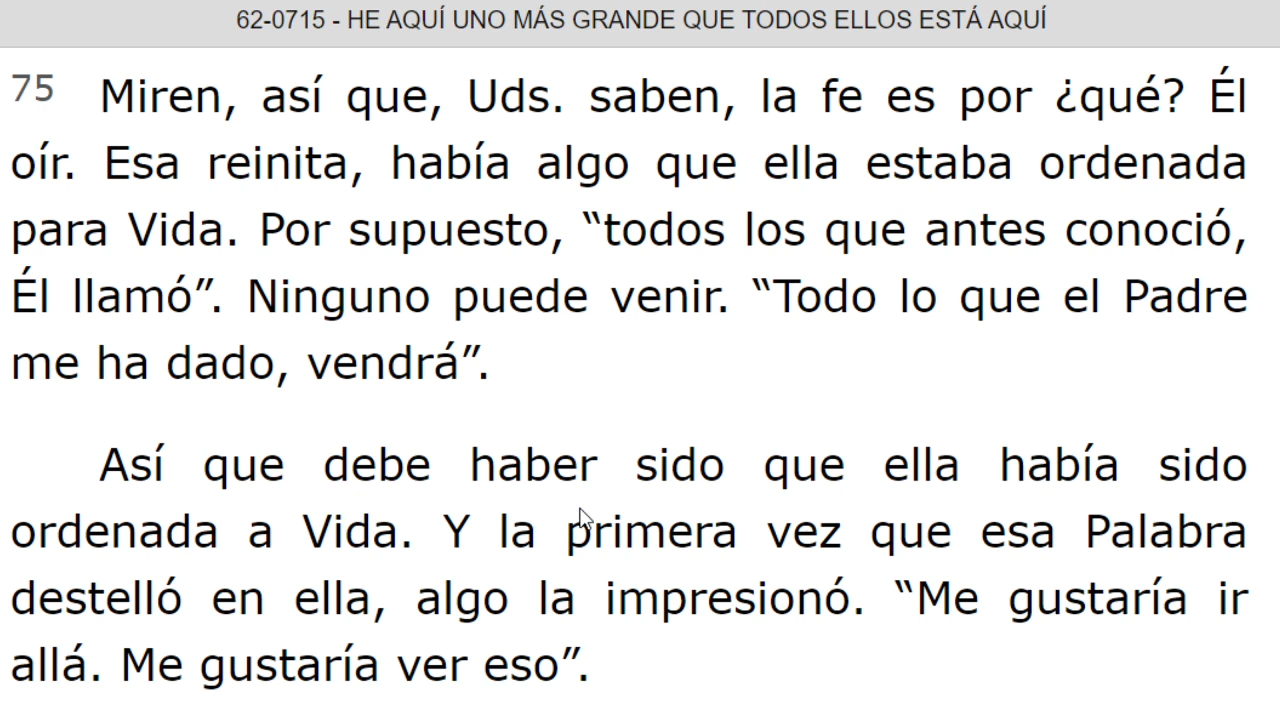 62-0715 - HE AQUÍ UNO MÁS GRANDE QUE TODOS ELLOS ESTÁ AQUÍ
75 Miren, así que, Uds. saben, la fe es por ¿qué? Él
oír. Esa reinita, había algo que ella estaba ordenada
para Vida. Por supuesto, “todos los que antes conoció,
Él llamó”. Ninguno puede venir. “Todo lo que el Padre
me ha dado, vendrá”.
Así que debe haber sido que ella había sido
ordenada a Vida. Y la primera vez que esa Palabra
destelló en ella, algo la impresionó. “Me gustaría ir
allá. Me gustaría ver eso”.